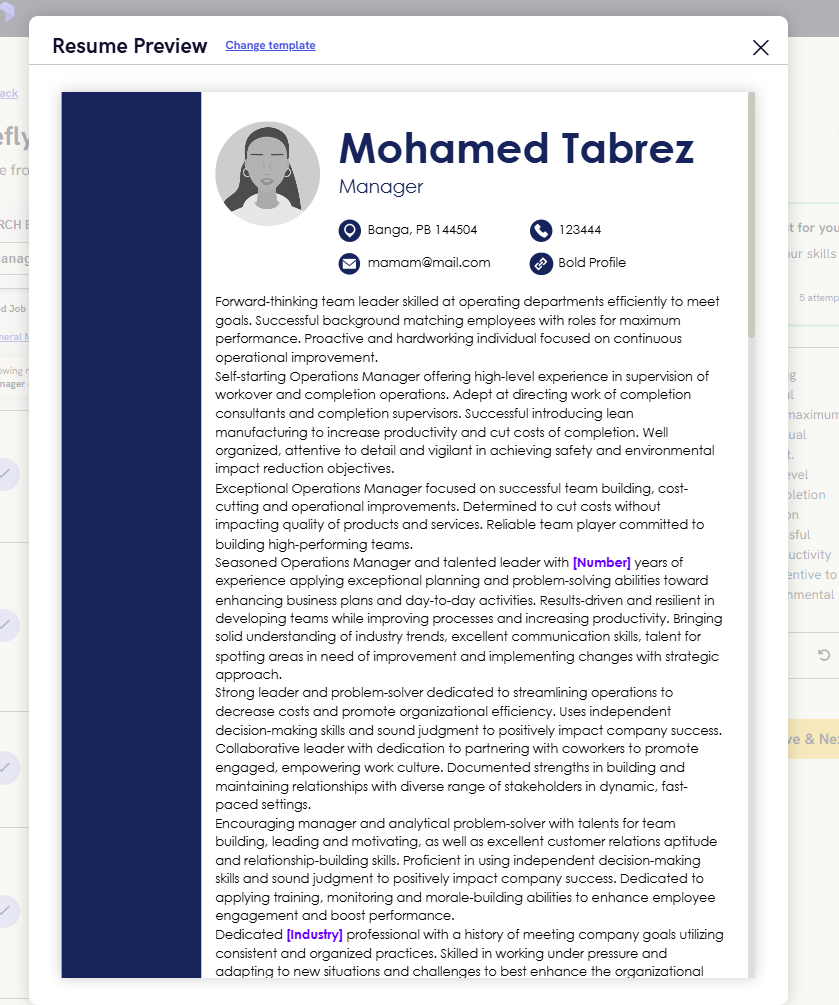 Resume Preview Change template
ack
efly
e fro
RCH E
anag
ed Job
neral M
owing r
nager
t for you
our skills
5 attemp
ng
ul
maximum
ual
t.
evel
pletion
on
sful
uctivity
entive to
nmental
ve & Nex
Mohamed Tabrez
Manager
Banga, PB 144504 123444
mamam@mail.com Bold Profile
Forward-thinking team leader skilled at operating departments efficiently to meet
goals. Successful background matching employees with roles for maximum
performance. Proactive and hardworking individual focused on continuous
operational improvement.
Self-starting Operations Manager offering high-level experience in supervision of
workover and completion operations. Adept at directing work of completion
consultants and completion supervisors. Successful introducing lean
manufacturing to increase productivity and cut costs of completion. Well
organized, attentive to detail and vigilant in achieving safety and environmental
impact reduction objectives.
Exceptional Operations Manager focused on successful team building, cost-
cutting and operational improvements. Determined to cut costs without
impacting quality of products and services. Reliable team player committed to
building high-performing teams.
Seasoned Operations Manager and talented leader with [Number] years of
experience applying exceptional planning and problem-solving abilities toward
enhancing business plans and day-to-day activities. Results-driven and resilient in
developing teams while improving processes and increasing productivity. Bringing
solid understanding of industry trends, excellent communication skills, talent for
spotting areas in need of improvement and implementing changes with strategic
approach.
Strong leader and problem-solver dedicated to streamlining operations to
decrease costs and promote organizational efficiency. Uses independent
decision-making skills and sound judgment to positively impact company success.
Collaborative leader with dedication to partnering with coworkers to promote
engaged, empowering work culture. Documented strengths in building and
maintaining relationships with diverse range of stakeholders in dynamic, fast-
paced settings.
Encouraging manager and analytical problem-solver with talents for team
building, leading and motivating, as well as excellent customer relations aptitude
and relationship-building skills. Proficient in using independent decision-making
skills and sound judgment to positively impact company success. Dedicated to
applying training, monitoring and morale-building abilities to enhance employee
engagement and boost performance.
Dedicated [Industry] professional with a history of meeting company goals utilizing
consistent and organized practices. Skilled in working under pressure and
adapting to new situations and challenges to best enhance the organizational